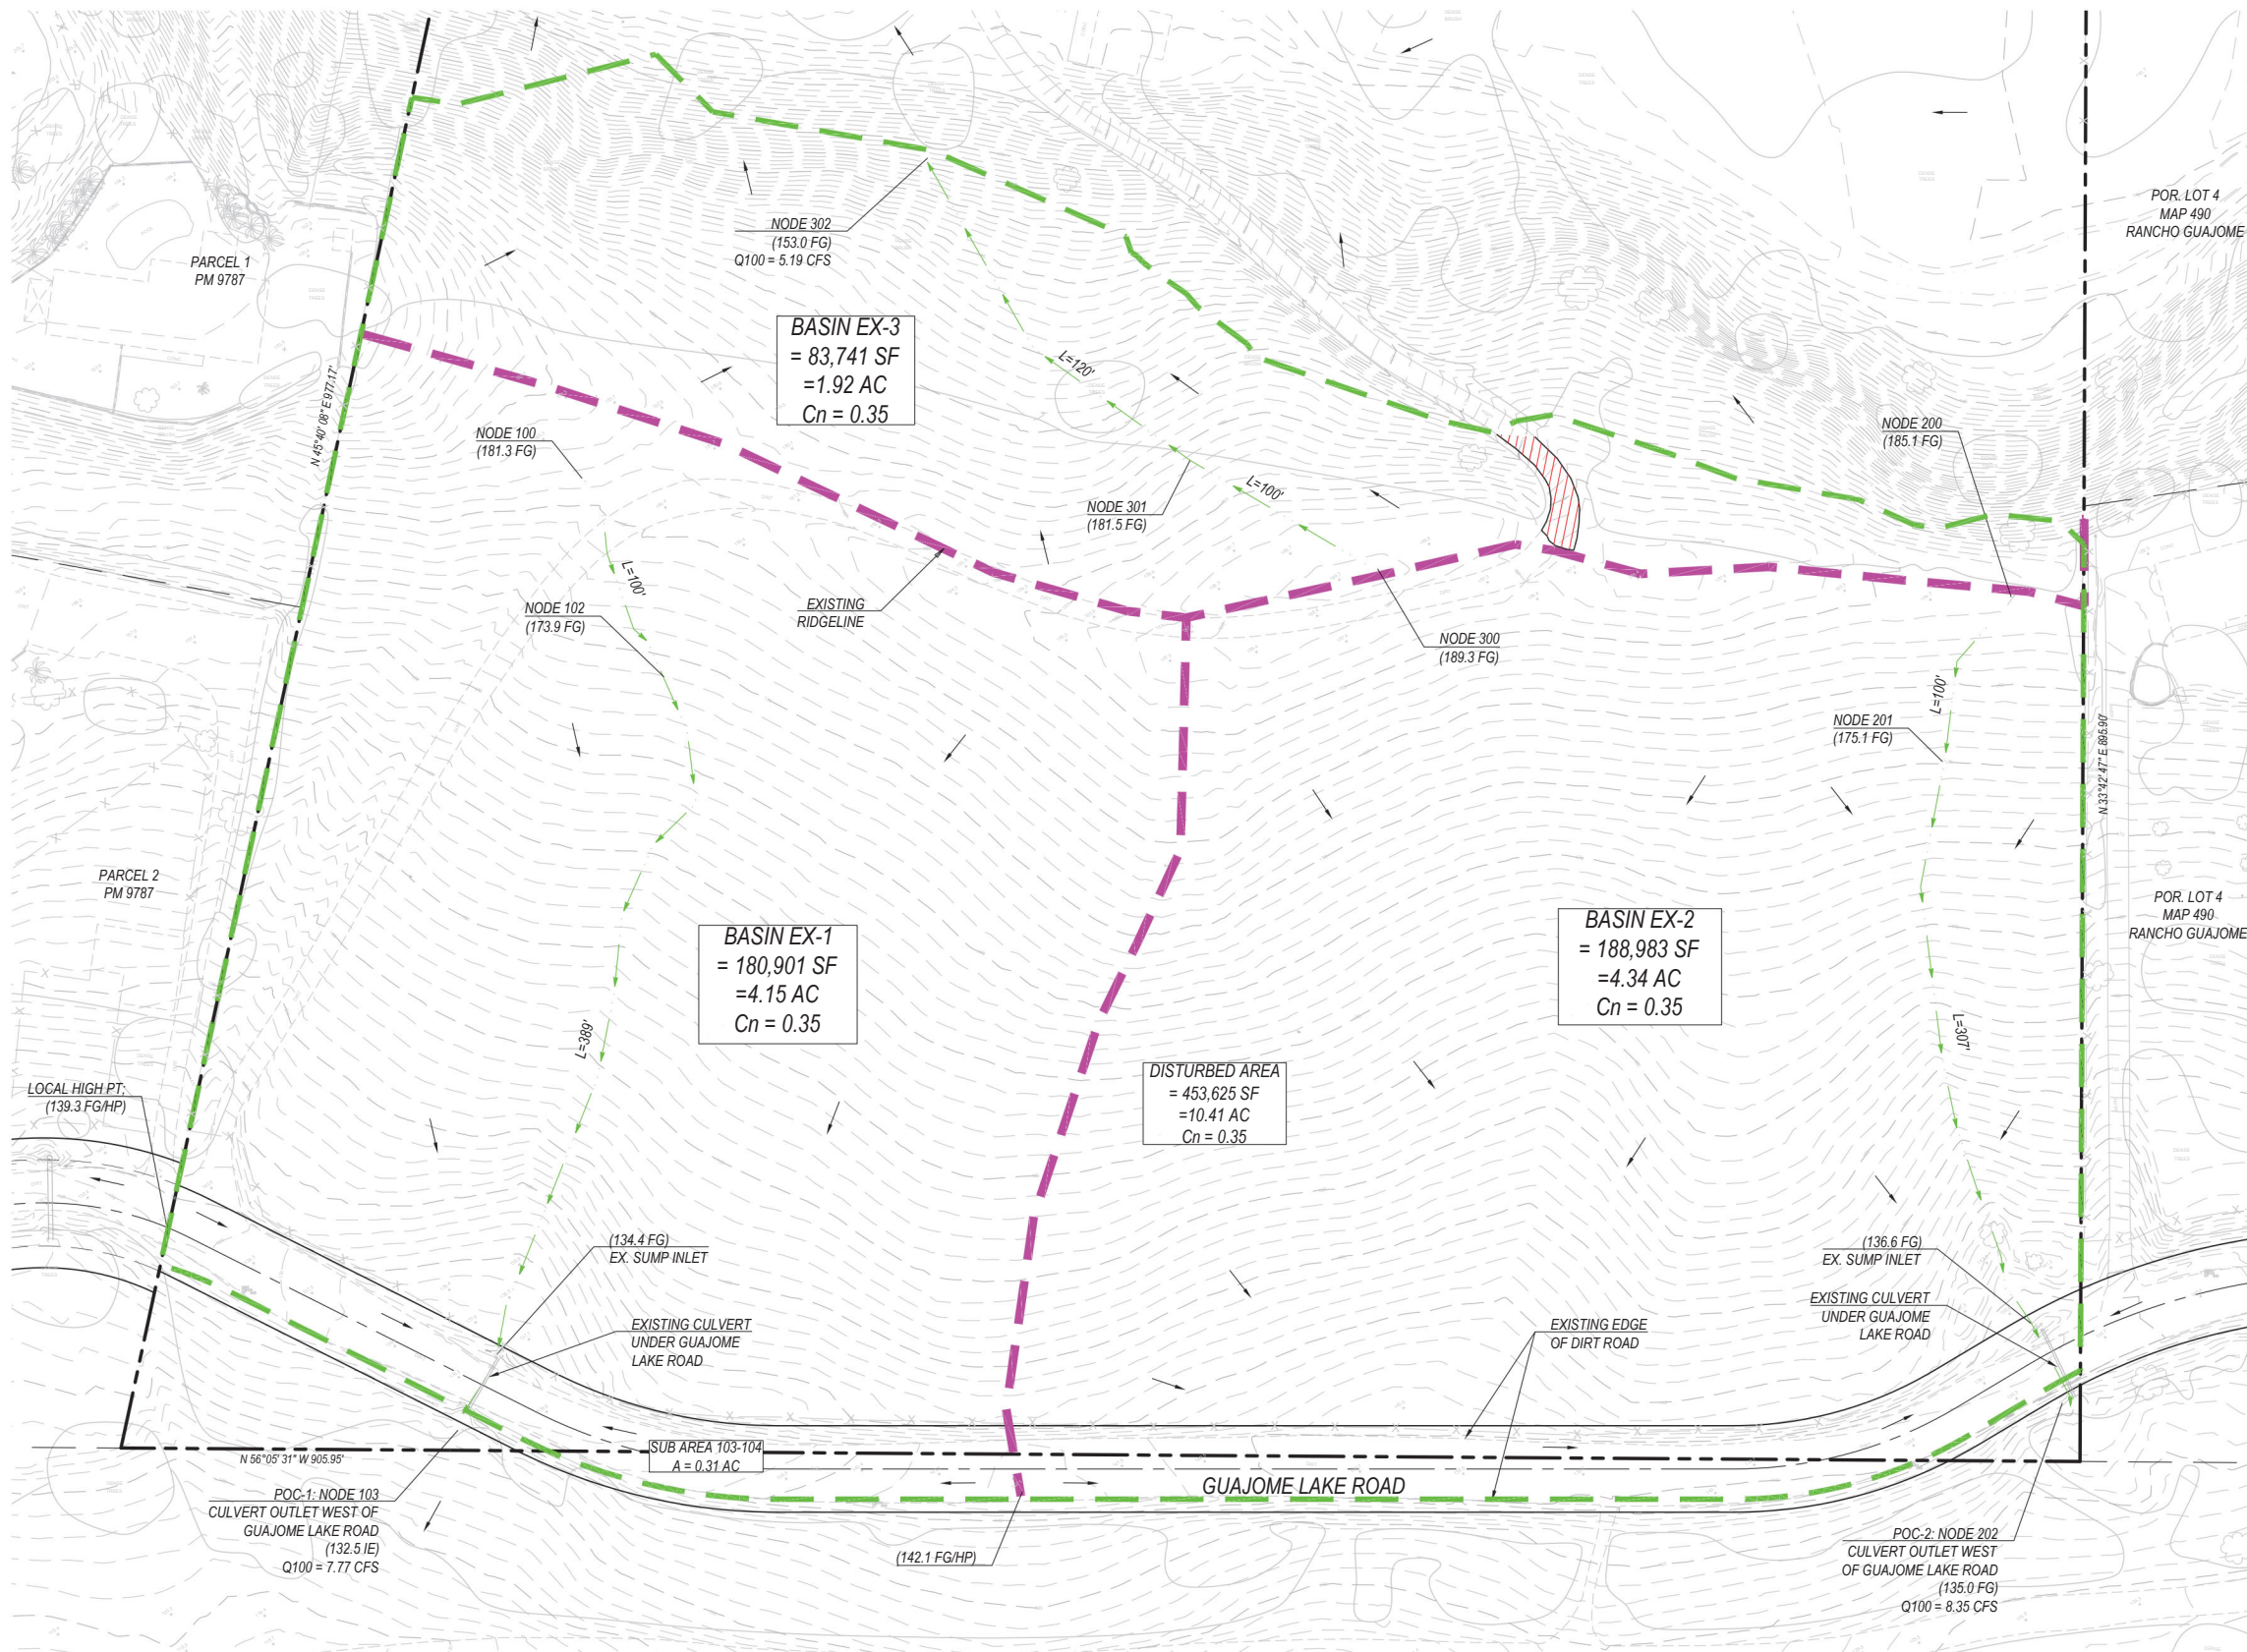 POR. LOT 4
MAP 490
RANCHO GUAJOME
PARCEL 1
PM 9787
NODE 302
(153.0 FG)
Q100 = 5.19 CFS
BASIN EX-3
= 83,741 SF
=1.92 AC
Cn = 0.35
L=120'
N 45°40' 08" E 977.17'
NODE 100
(181.3 FG)
NODE 200
(185.1 FG)
L=100'
NODE 301
(181.5 FG)
L=100'
NODE 102
(173.9 FG)
EXISTING
RIDGELINE
NODE 300
(189.3 FG)
L=100'
NODE 201
(175.1 FG)
N 33°42' 47" E 895.90'
PARCEL 2
PM 9787
BASIN EX-1
= 180,901 SF
=4.15 AC
Cn = 0.35
BASIN EX-2
= 188,983 SF
=4.34 AC
Cn = 0.35
POR. LOT 4
MAP 490
RANCHO GUAJOME
L=389'
L=307'
DISTURBED AREA
= 453,625 SF
=10.41 AC
Cn = 0.35
LOCAL HIGH PT;
(139.3 FG/HP)
(134.4 FG)
EX. SUMP INLET
(136.6 FG)
EX. SUMP INLET
EXISTING CULVERT
UNDER GUAJOME
LAKE ROAD
EXISTING EDGE
OF DIRT ROAD
EXISTING CULVERT
UNDER GUAJOME
LAKE ROAD
N 56°05' 31" W 905.95'
SUB AREA 103-104
A = 0.31 AC
GUAJOME LAKE ROAD
POC-1: NODE 103
CULVERT OUTLET WEST OF
GUAJOME LAKE ROAD
(132.5 IE)
Q100 = 7.77 CFS
(142.1 FG/HP)
POC-2: NODE 202
CULVERT OUTLET WEST
OF GUAJOME LAKE ROAD
(135.0 FG)
Q100 = 8.35 CFS